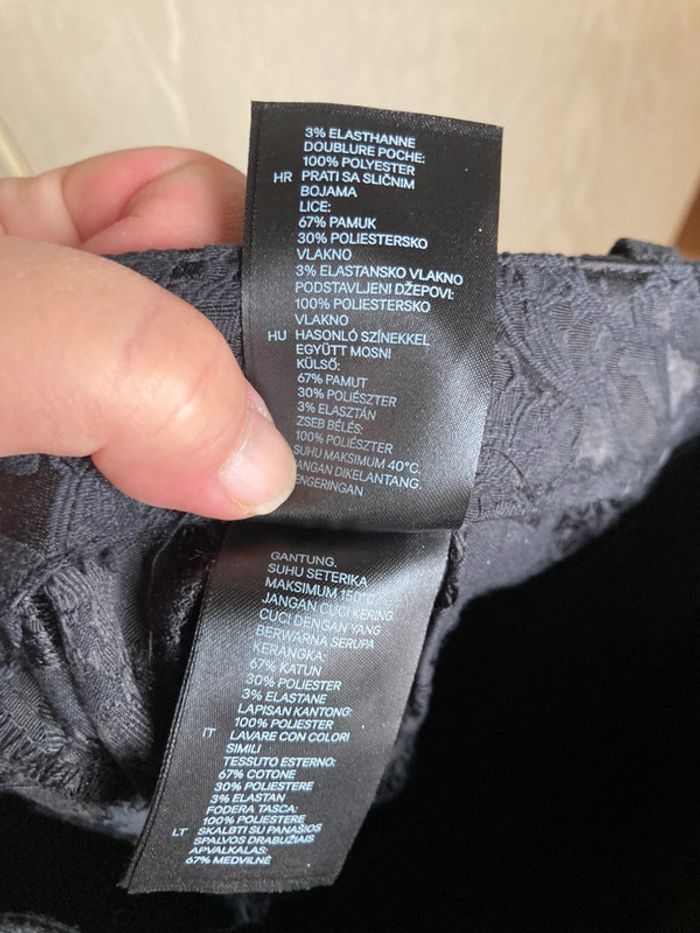 3% ELASTHANNE
DOUBLURE POCHE:
100% POLYESTER
HR PRATI SA SLIČNIM
BOJAMA
LICE:
67% PAMUK
30% POLIESTERSKO
VLAKNO
3% ELASTANSKO VLAKNO
PODSTAVLJENI DŽEPOVI:
100% POLIESTERSKO
VLAKNO
HU HASONLÓ SZÍNEKKEL
EGYÜTT MOSNI
KÜLSŐ:
67% PAMUT
30% POLIÉSZTER
3% ELASZTÁN
ZSEB BÉLÉS:
100% POLIÉSZTER
SUHU MAKSIMUM 40°C.
JANGAN DIKELANTANG.
ENGERINGAN
GANTUNG.
SUHU SETERIKA
MAKSIMUM 150°C.
JANGAN CUCI KERING.
CUCI DENGAN YANG
BERWARNA SERUPA
KERANGKA:
67% KATUN
30% POLIESTER
3% ELASTANE
LAPISAN KANTONG:
100% POLIESTER
IT LAVARE CON COLORI
SIMILI
TESSUTO ESTERNO:
67% COTONE
30% POLIESTERE
3% ELASTAN
FODERA TASCA:
100% POLIESTERE
LT SKALBTI SU PANAŠIOS
SPALVOS DRABUŽIAIS
APVALKALAS:
67% MEDVILNĖ